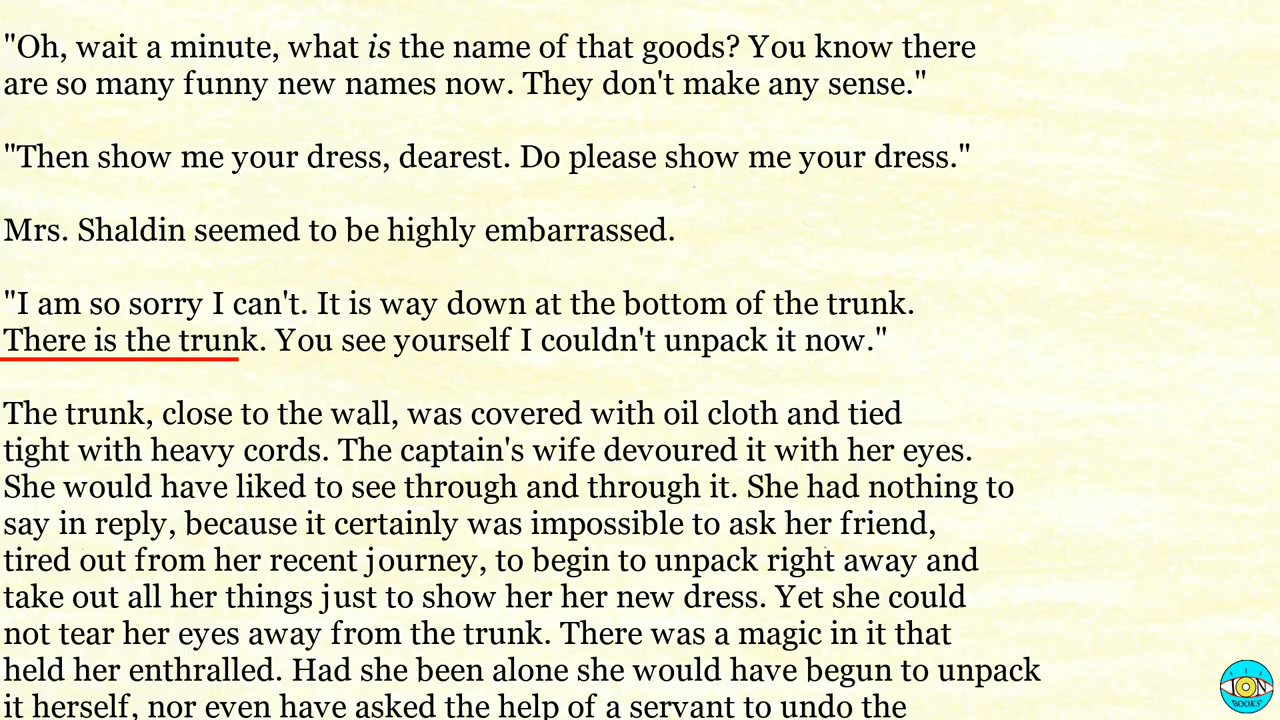 "Oh, wait a minute, what is the name of that goods? You know there
are so many funny new names now. They don't make any sense."
"Then show me your dress, dearest. Do please show me your dress."
Mrs. Shaldin seemed to be highly embarrassed.
"I am so sorry I can't. It is way down at the bottom of the trunk.
There is the trunk. You see yourself I couldn't unpack it now."
The trunk, close to the wall, was covered with oil cloth and tied
tight with heavy cords. The captain's wife devoured it with her eyes.
She would have liked to see through and through it. She had nothing to
say in reply, because it certainly was impossible to ask her friend,
tired out from her recent journey, to begin to unpack right away and
take out all her things just to show her her new dress. Yet she could
not tear her eyes away from the trunk. There was a magic in it that
held her enthralled. Had she been alone she would have begun to unpack
it herself, nor even have asked the help of a servant to undo the
ION
BOOKS